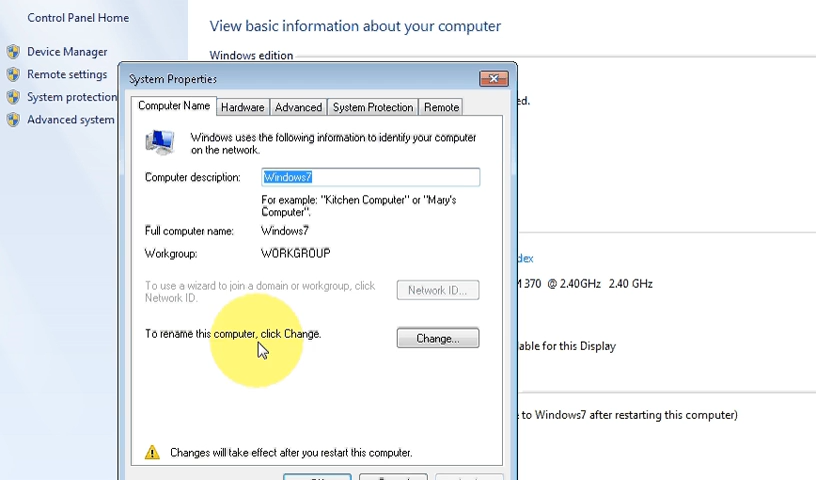 Control Panel Home
View basic information about your computer
Device Manager
Windows edition
Remote settings
System Properties
System protection
Computer Name
Hardware
Advanced
System Protection
Remote
ed.
Advanced system
Windows uses the following information to identify your computer
on the network.
Computer description:
Windows7
For example: "Kitchen Computer" or "Mary's
Computer".
Full computer name:
Windows7
Workgroup:
WORKGROUP
dex
To use a wizard to join a domain or workgroup, click
Network ID.
Network ID...
370 @ 2.40GHz 2.40 GHz
To rename this computer, click Change.
Change...
lable for this Display
to Windows7 after restarting this computer)
Changes will take effect after you restart this computer.